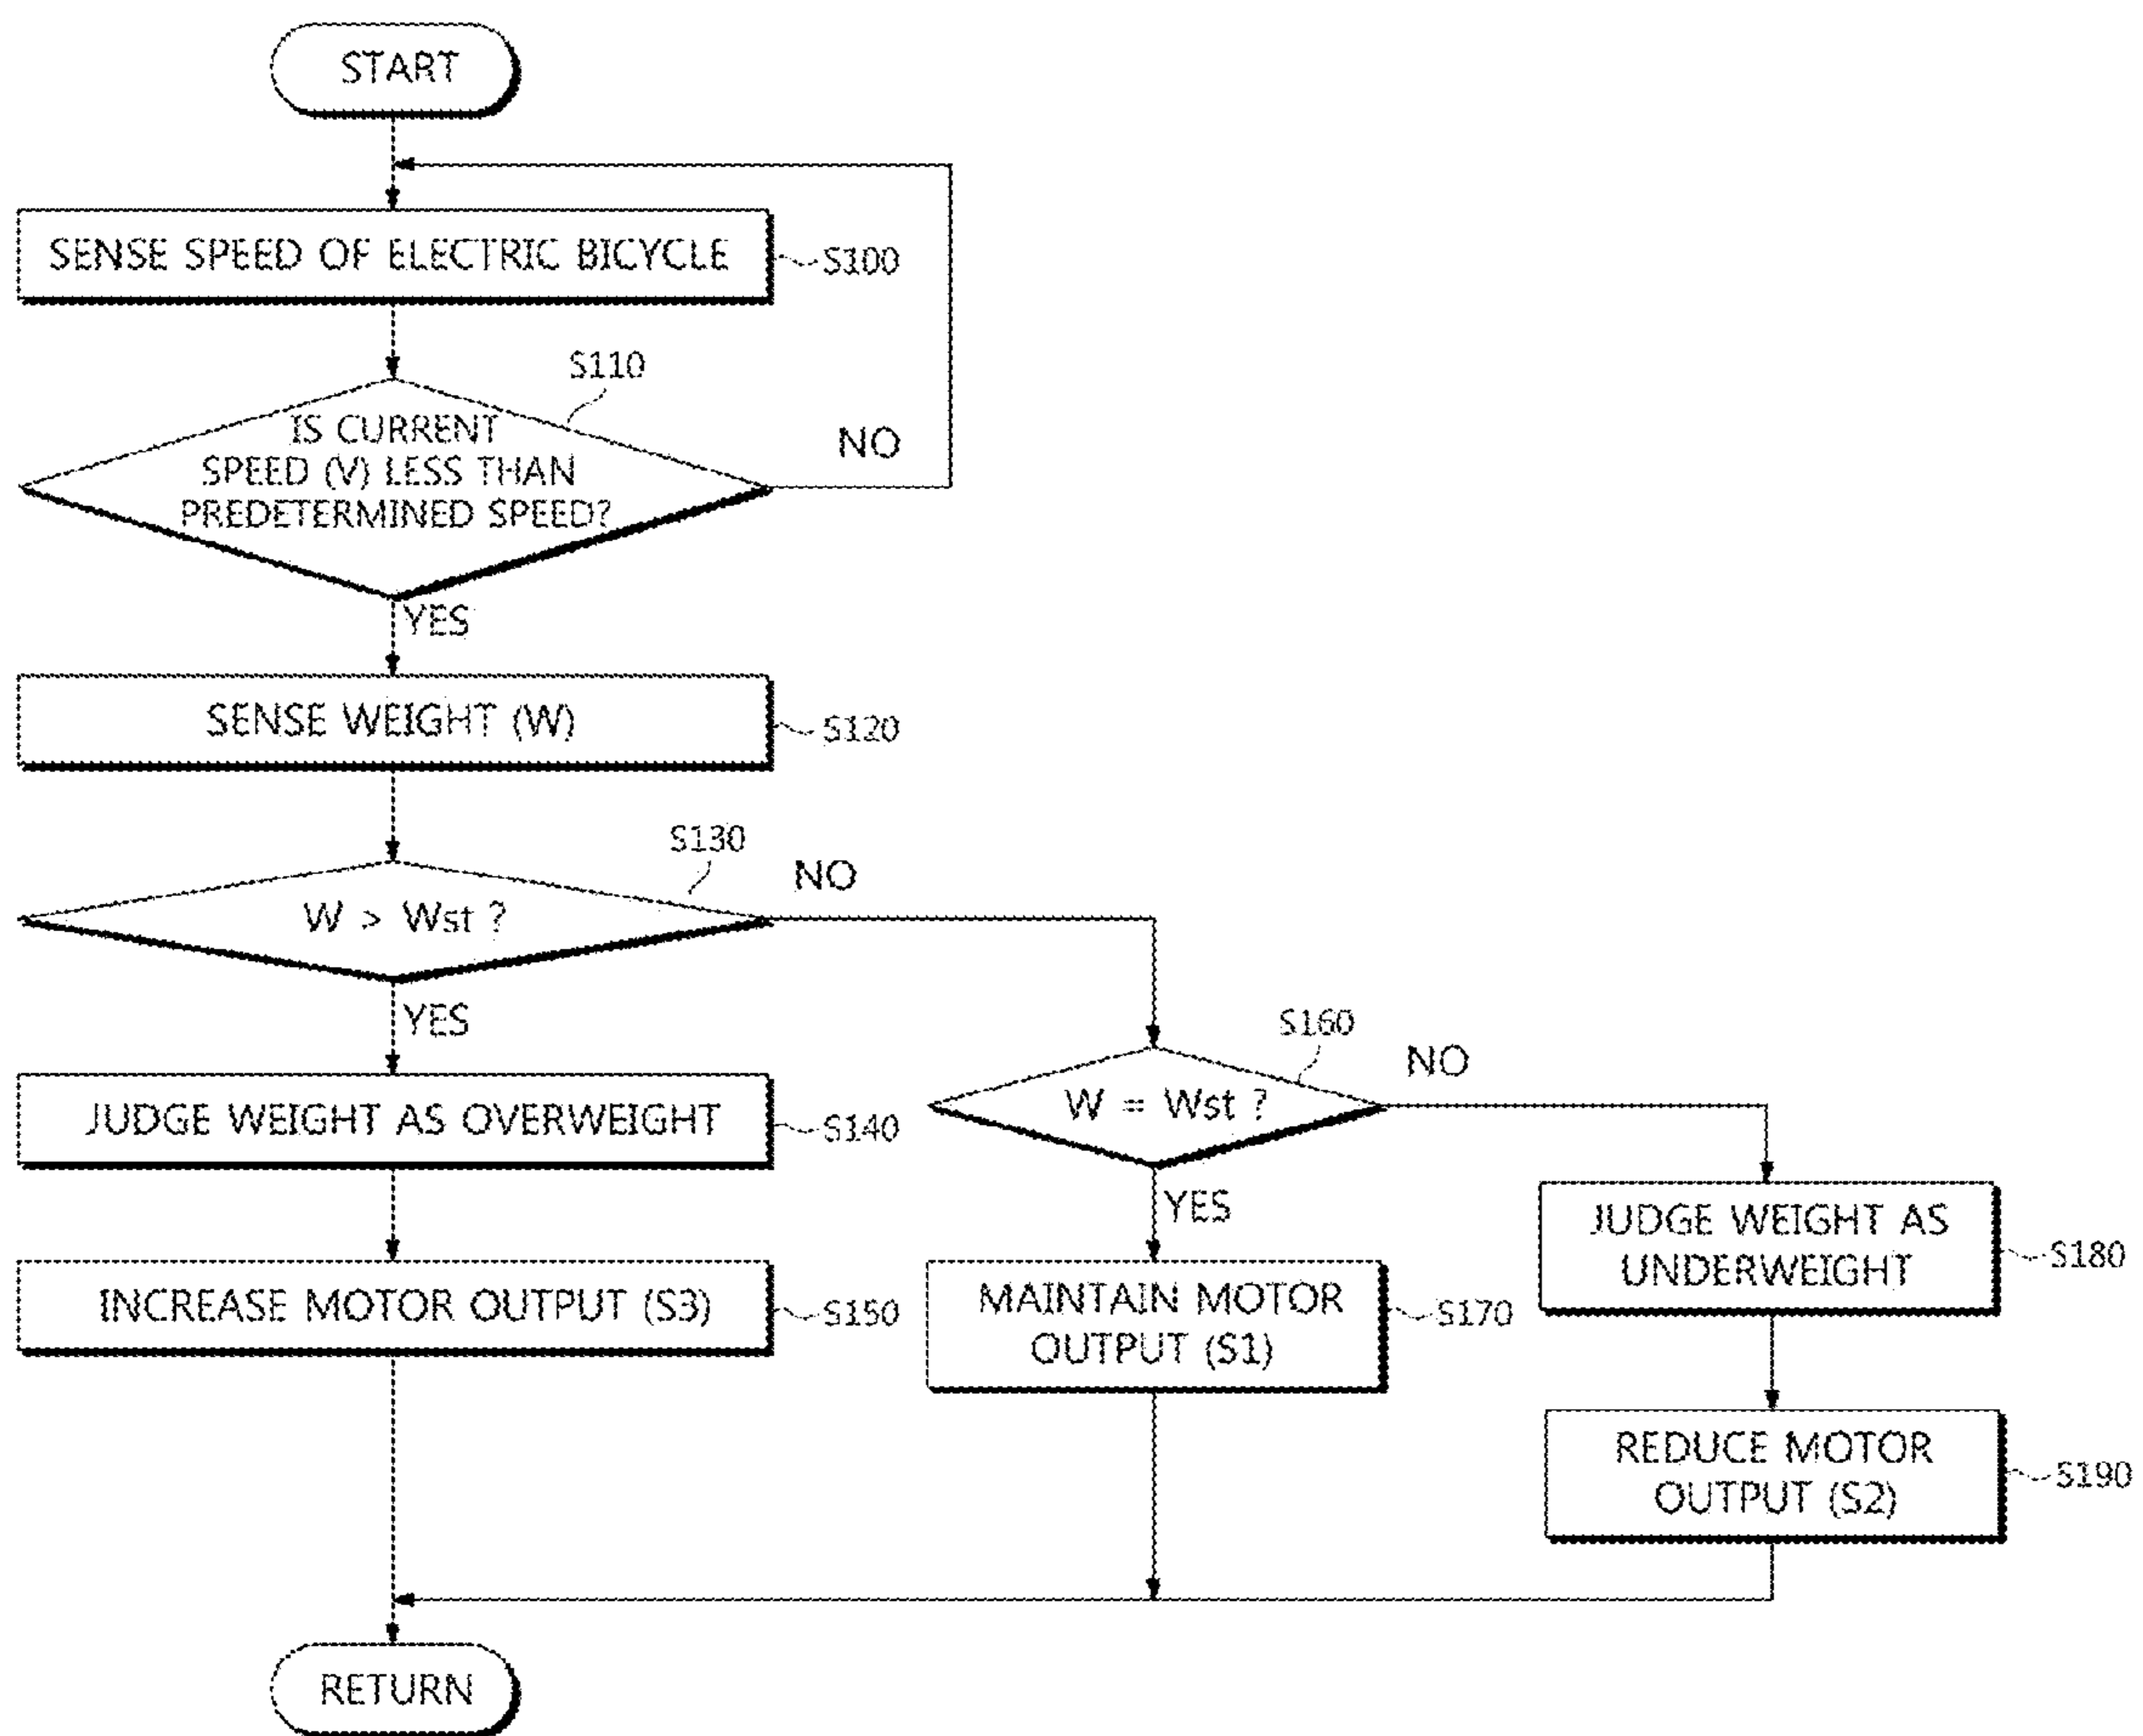 START
SENSE SPEED OF ELECTRIC BICYCLE
S100
S110
IS CURRENT
SPEED (V) LESS THAN
PREDETERMINED SPEED?
NO
YES
SENSE WEIGHT (W)
S120
S130
W > Wst ?
NO
YES
JUDGE WEIGHT AS OVERWEIGHT
S140
S160
W = Wst ?
NO
YES
JUDGE WEIGHT AS
UNDERWEIGHT
S180
INCREASE MOTOR OUTPUT (S3)
S150
MAINTAIN MOTOR
OUTPUT (S1)
S170
REDUCE MOTOR
OUTPUT (S2)
S190
RETURN